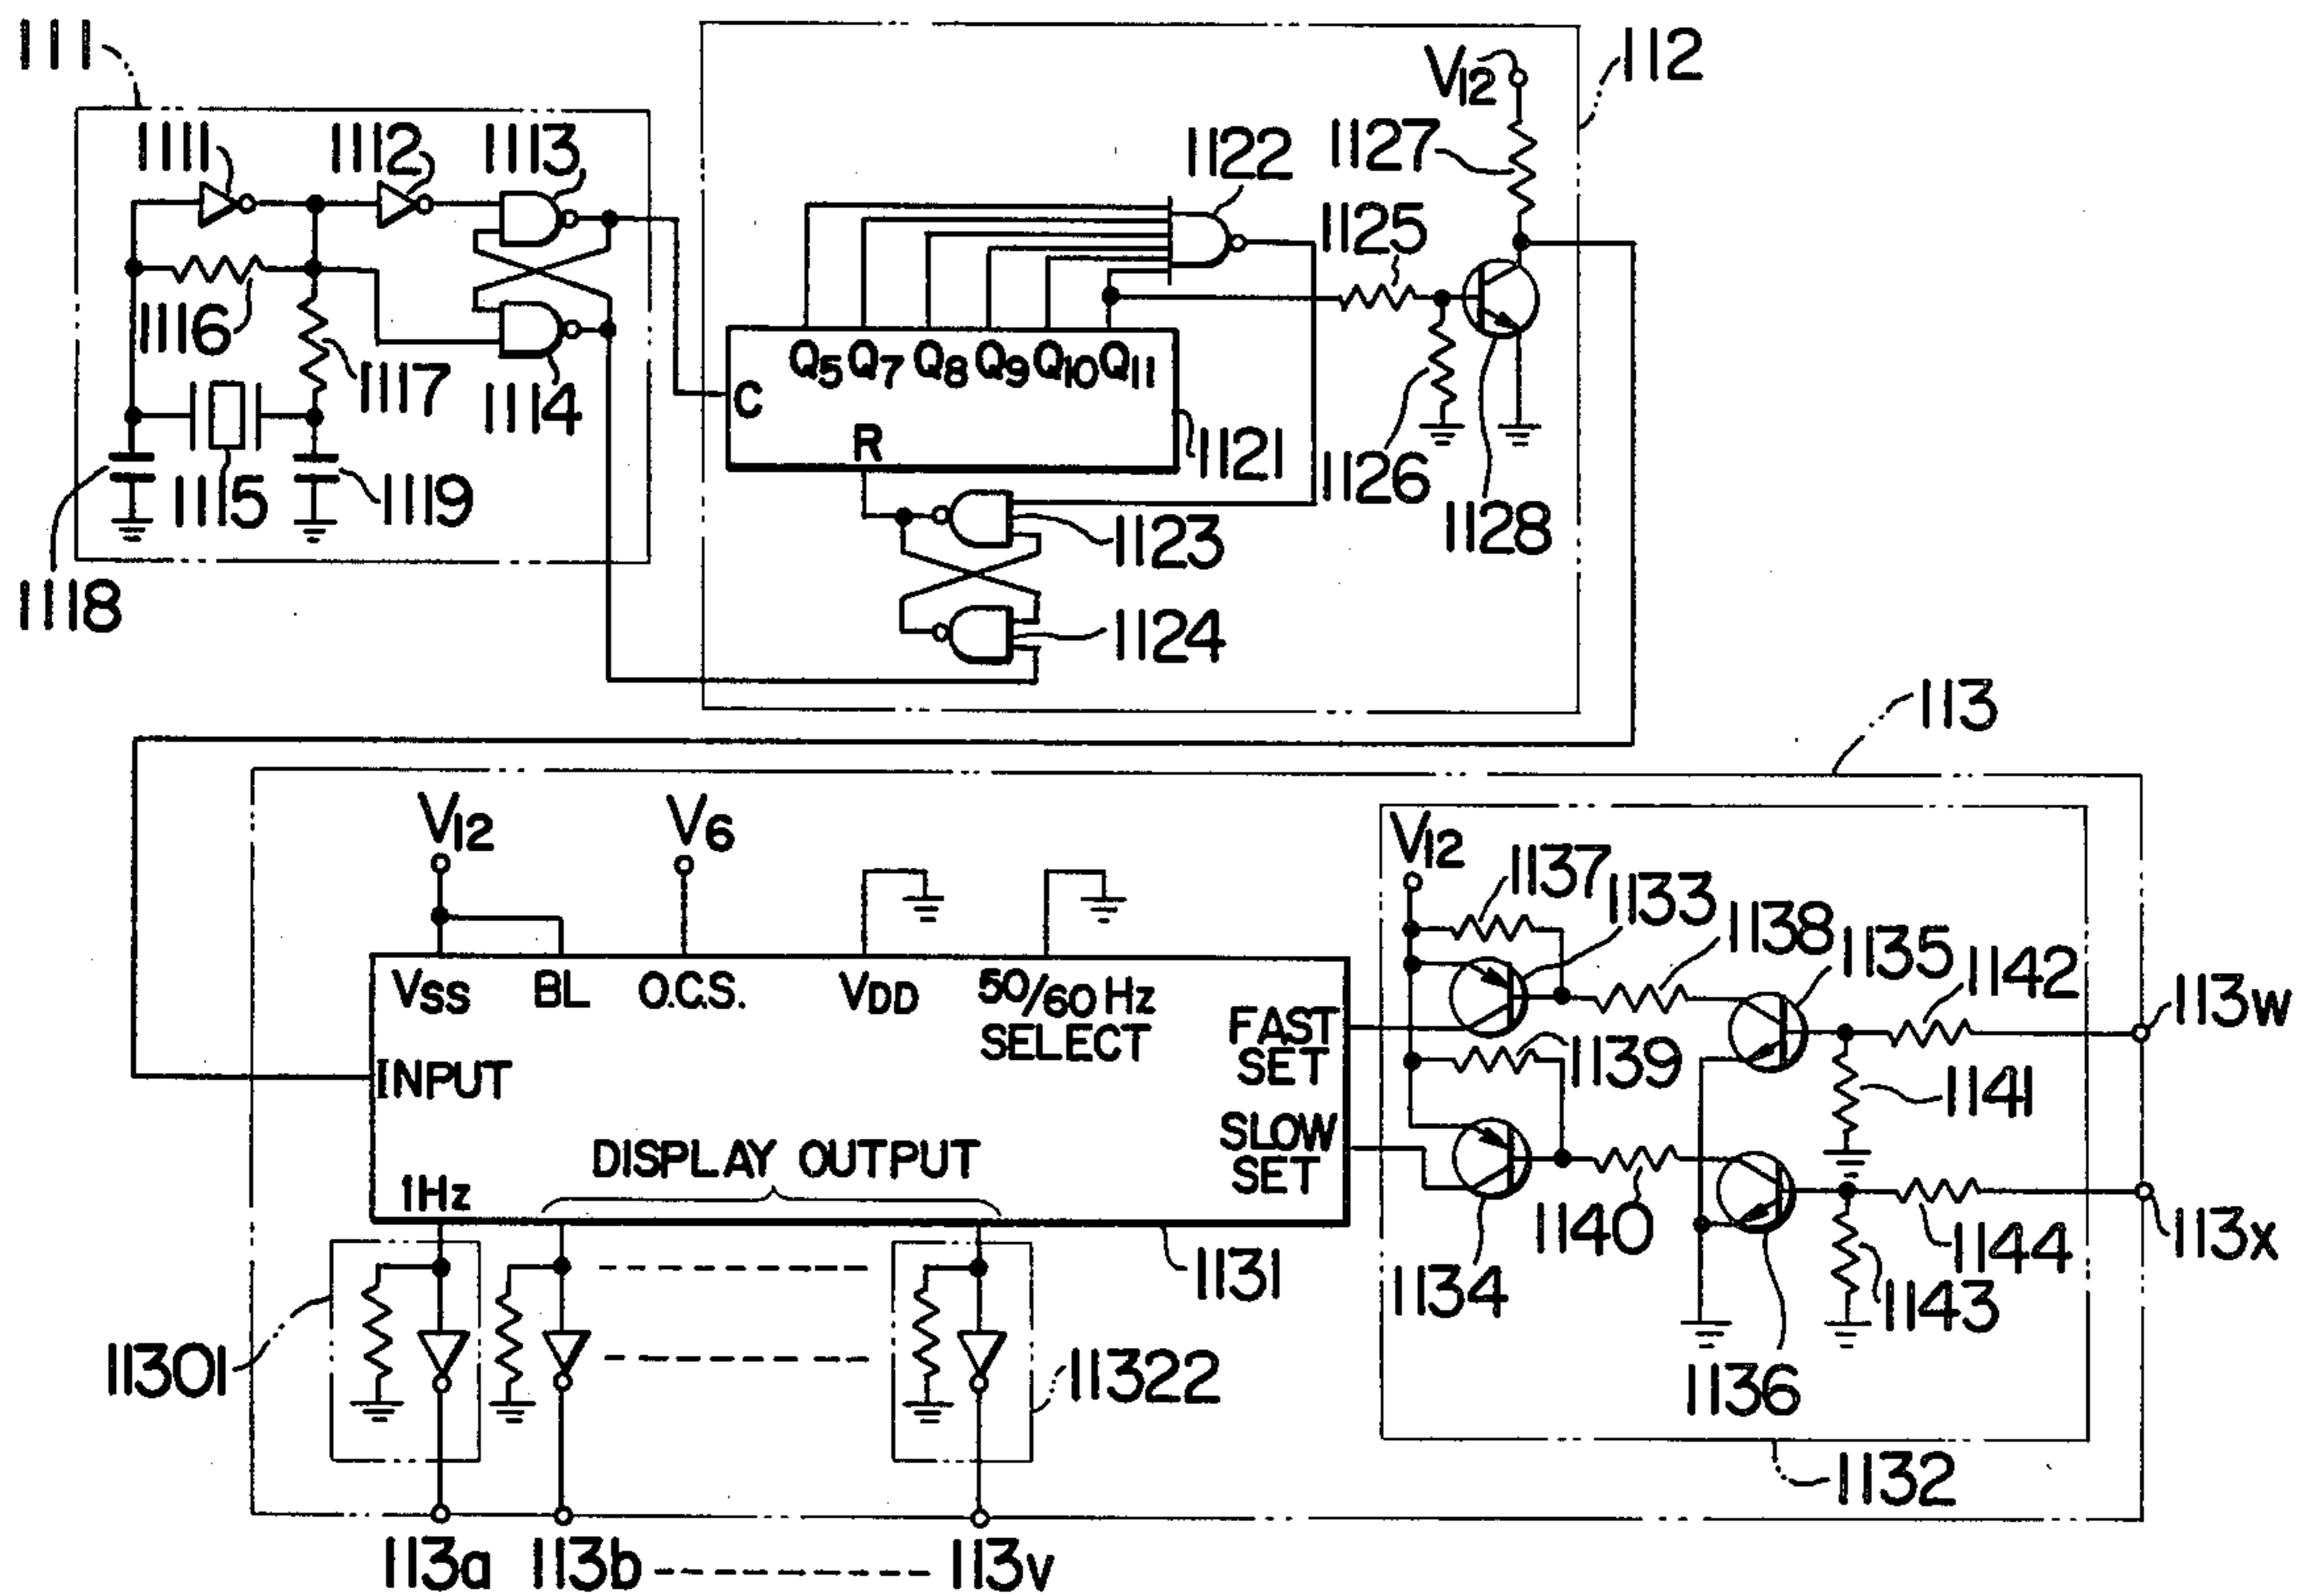 111
112
V12
1111
1112
1113
1122
1127
1125
1116
1117
1114
Q5 Q7 Q8 Q9 Q10 Q11
C
R
1121
1126
1128
1118
1115
1119
1123
1124
113
V12
V6
V12
1137
1133
1138
1135
1142
113w
VSS
BL
O.C.S.
VDD
50/60 Hz
SELECT
FAST
SET
1139
1141
INPUT
SLOW
SET
DISPLAY OUTPUT
1Hz
1140
1144
113x
1134
1143
1131
11301
11322
1136
1132
113a
113b
113v